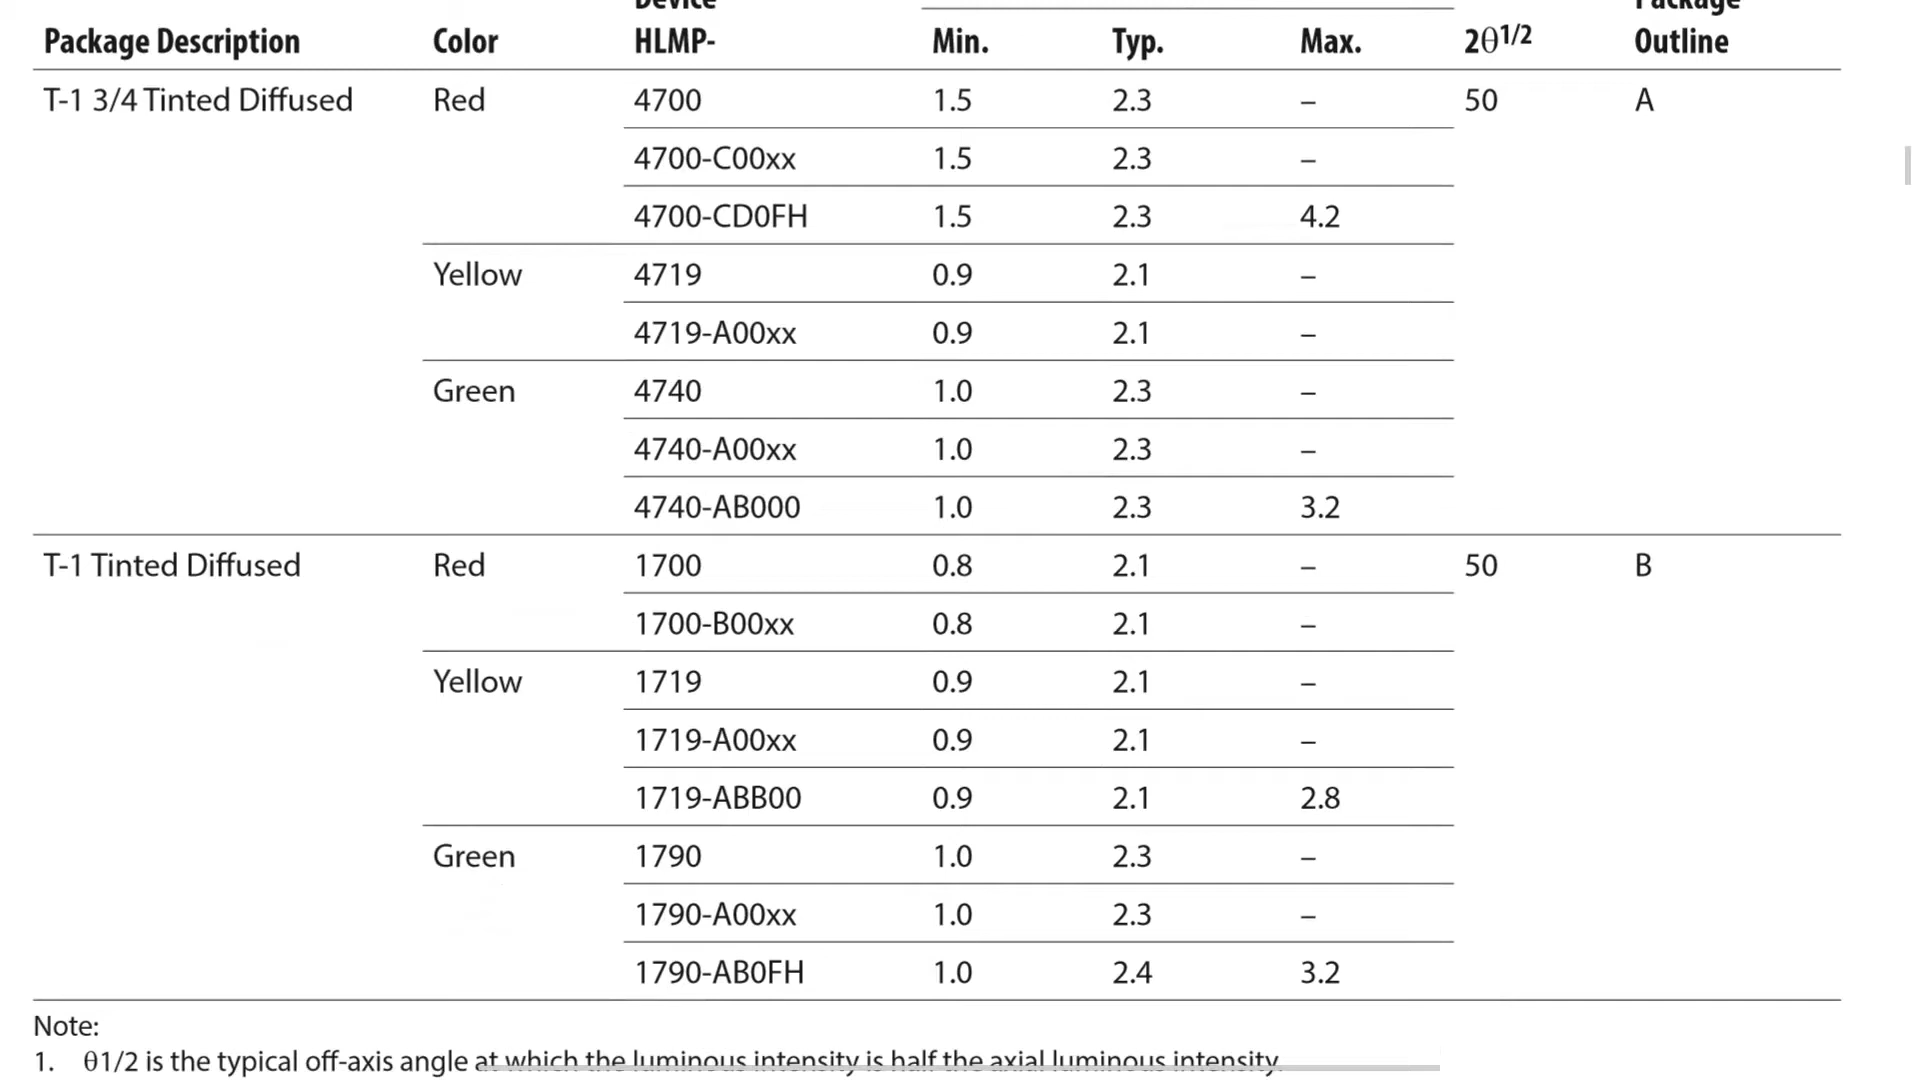 Device Package
Package Description Color HLMP- Min. Typ. Max. 2θ1/2 Outline
T-1 3/4 Tinted Diffused Red 4700 1.5 2.3 – 50 A
4700-C00xx 1.5 2.3 –
4700-CD0FH 1.5 2.3 4.2
Yellow 4719 0.9 2.1 –
4719-A00xx 0.9 2.1 –
Green 4740 1.0 2.3 –
4740-A00xx 1.0 2.3 –
4740-AB000 1.0 2.3 3.2
T-1 Tinted Diffused Red 1700 0.8 2.1 – 50 B
1700-B00xx 0.8 2.1 –
Yellow 1719 0.9 2.1 –
1719-A00xx 0.9 2.1 –
1719-ABB00 0.9 2.1 2.8
Green 1790 1.0 2.3 –
1790-A00xx 1.0 2.3 –
1790-AB0FH 1.0 2.4 3.2
Note:
1. θ1/2 is the typical off-axis angle at which the luminous intensity is half the axial luminous intensity.